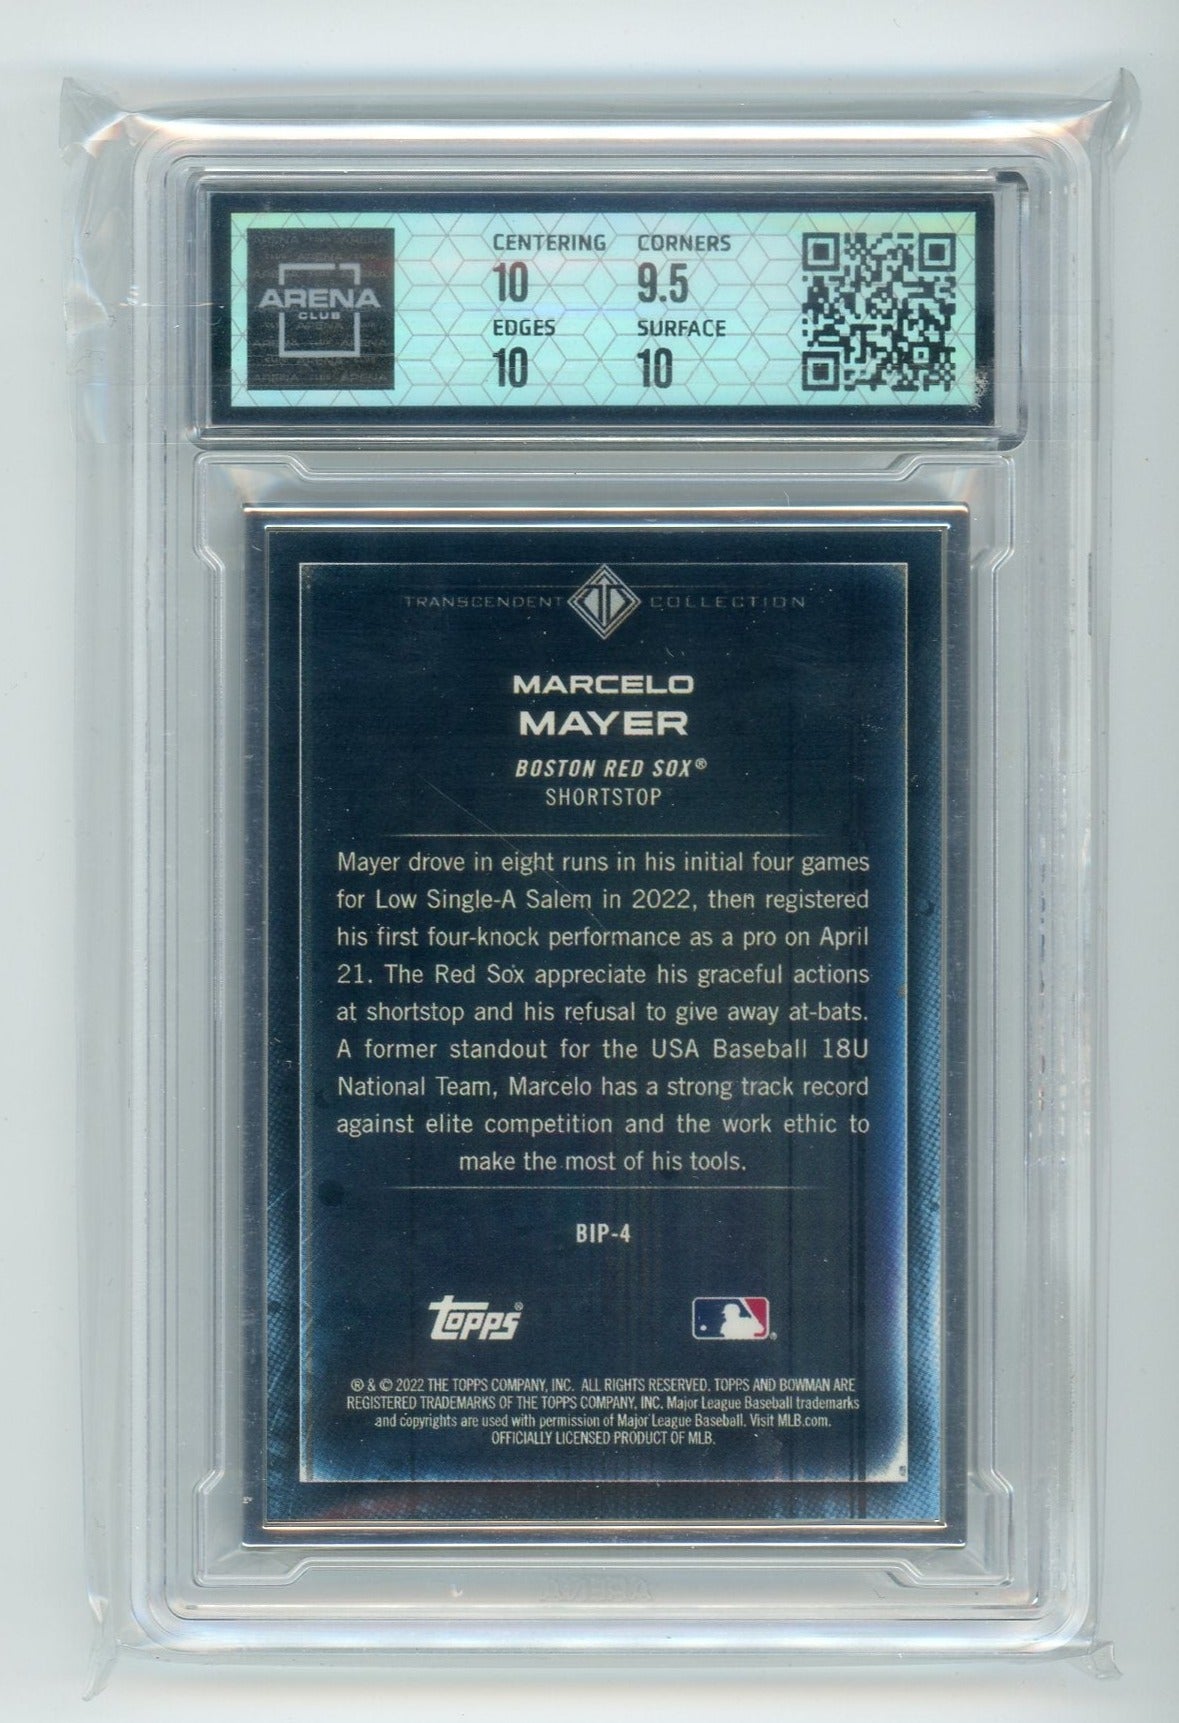 ARENA
CLUB
CENTERING CORNERS
10 9.5
EDGES SURFACE
10 10
TRANSCENDENT COLLECTION
MARCELO
MAYER
BOSTON RED SOX®
SHORTSTOP
Mayer drove in eight runs in his initial four games
for Low Single-A Salem in 2022, then registered
his first four-knock performance as a pro on April
21. The Red Sox appreciate his graceful actions
at shortstop and his refusal to give away at-bats.
A former standout for the USA Baseball 18U
National Team, Marcelo has a strong track record
against elite competition and the work ethic to
make the most of his tools.
BIP-4
topps®
® & © 2022 THE TOPPS COMPANY, INC. ALL RIGHTS RESERVED. TOPPS AND BOWMAN ARE
REGISTERED TRADEMARKS OF THE TOPPS COMPANY, INC. Major League Baseball trademarks
and copyrights are used with permission of Major League Baseball. Visit MLB.com.
OFFICIALLY LICENSED PRODUCT OF MLB.
ARENA